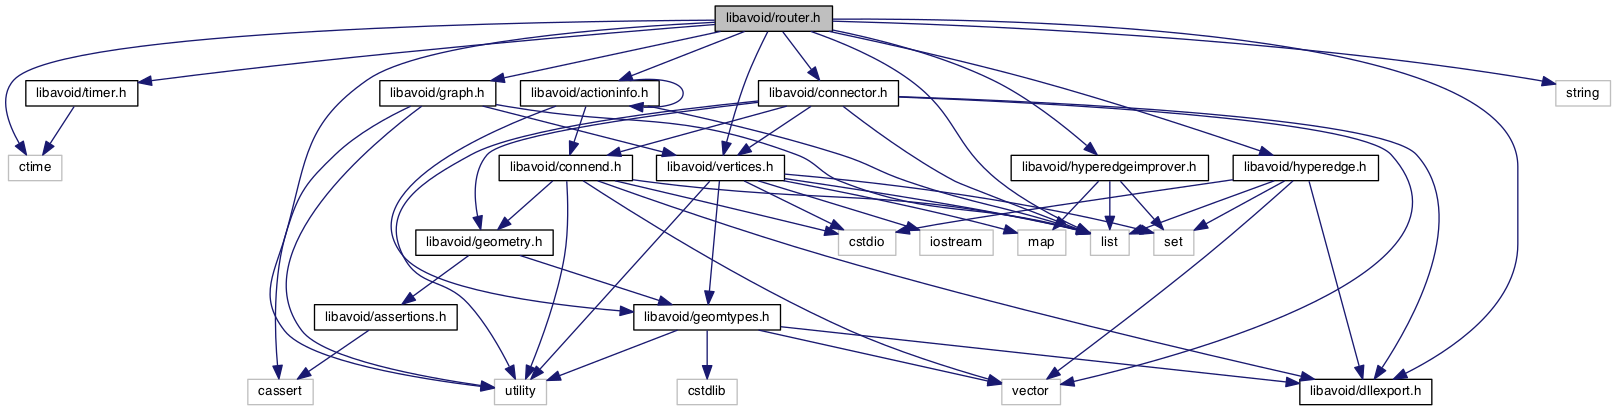 libavoid/router.h
libavoid/timer.h
libavoid/graph.h
libavoid/actioninfo.h
libavoid/connector.h
string
ctime
libavoid/connend.h
libavoid/vertices.h
libavoid/hyperedgeimprover.h
libavoid/hyperedge.h
libavoid/geometry.h
cstdio
iostream
map
list
set
libavoid/assertions.h
libavoid/geomtypes.h
cassert
utility
cstdlib
vector
libavoid/dllexport.h